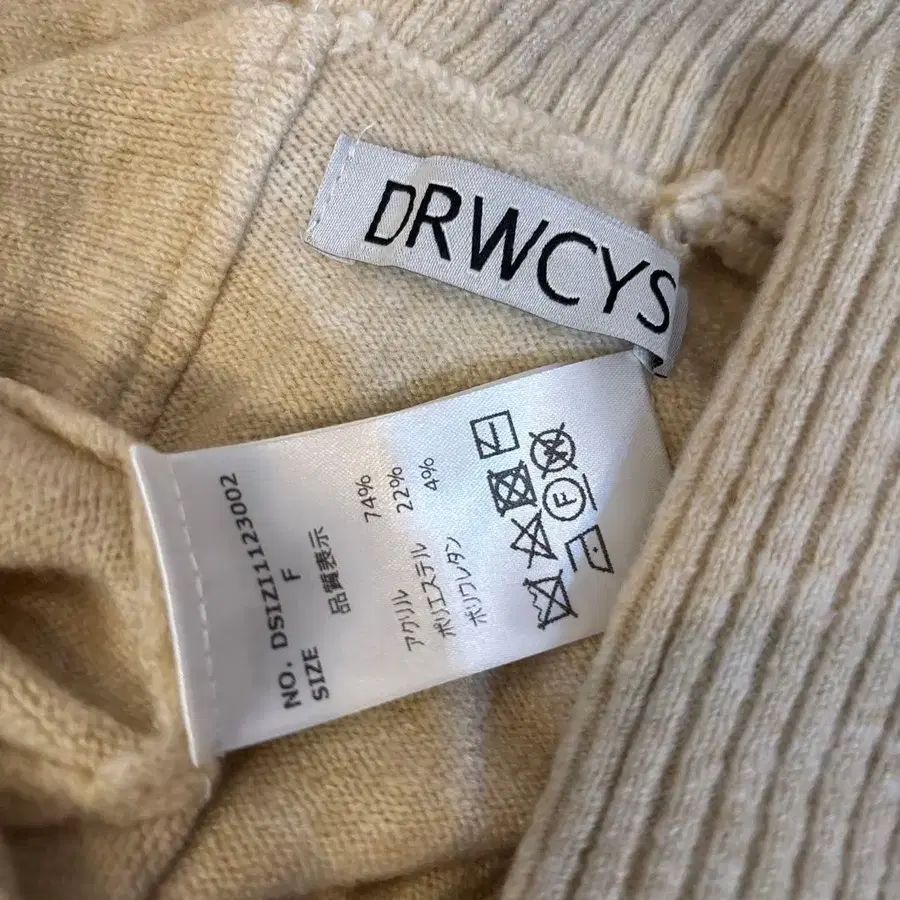 DRWCYS
NO. DSIZI1123002
SIZE F
品質表示
アクリル 74%
ポリエステル 22%
ポリウレタン 4%
F